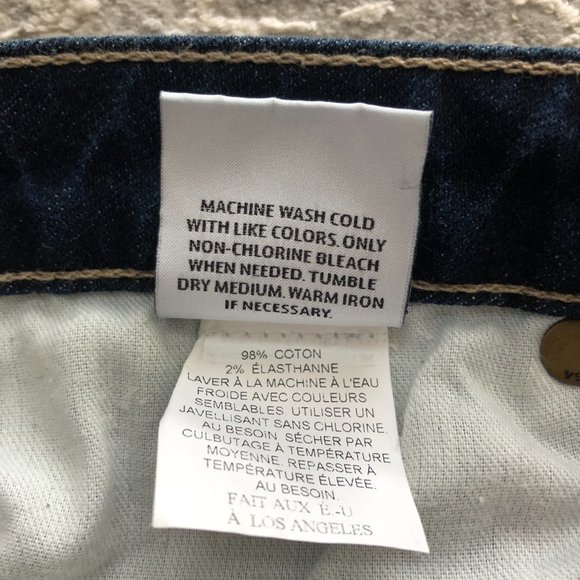 MACHINE WASH COLD
WITH LIKE COLORS. ONLY
NON-CHLORINE BLEACH
WHEN NEEDED. TUMBLE
DRY MEDIUM. WARM IRON
IF NECESSARY.
98% COTON
2% ÉLASTHANNE
LAVER À LA MACHINE À L'EAU
FROIDE AVEC COULEURS
SEMBLABLES. UTILISER UN
JAVELLISANT SANS CHLORINE,
AU BESOIN. SÉCHER PAR
CULBUTAGE À TEMPÉRATURE
MOYENNE. REPASSER À
TEMPÉRATURE ÉLEVÉE,
AU BESOIN.
FAIT AUX É-U
À LOS ANGELES